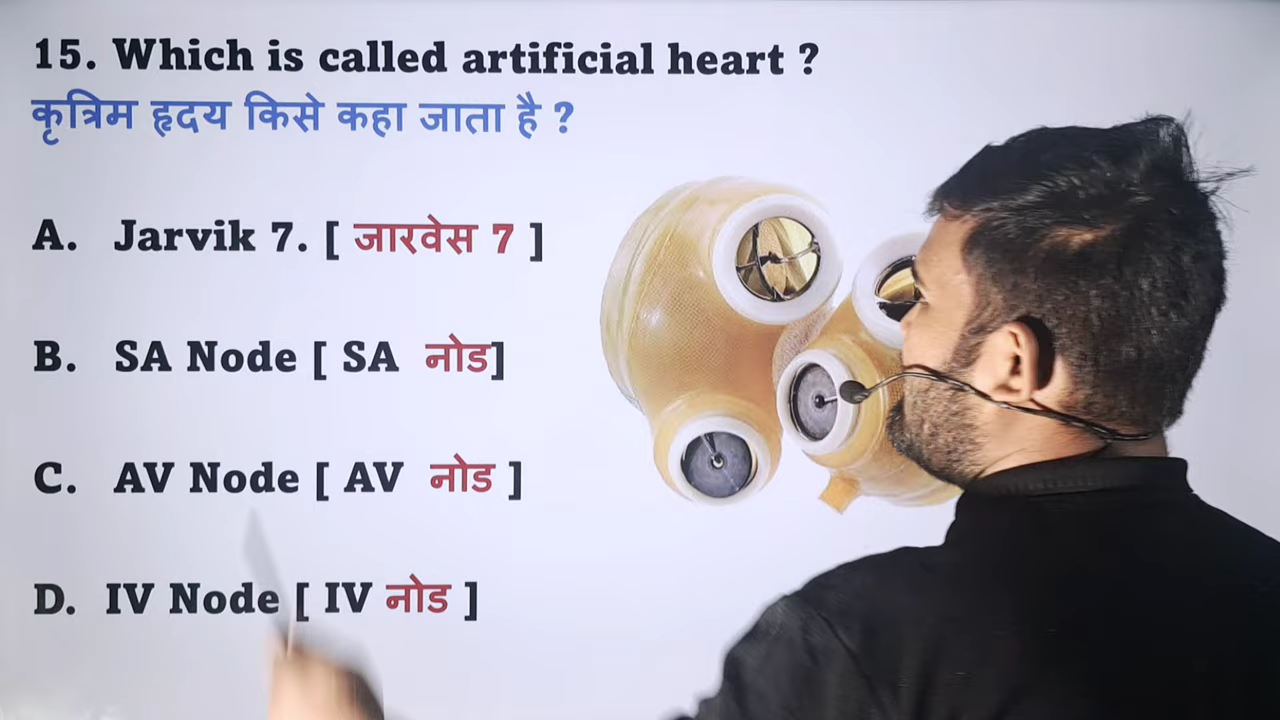 15. Which is called artificial heart ?
कृत्रिम हृदय किसे कहा जाता है ?
A. Jarvik 7. [ जारवेस 7 ]
B. SA Node [ SA नोड]
C. AV Node [ AV नोड ]
D. IV Node [ IV नोड ]